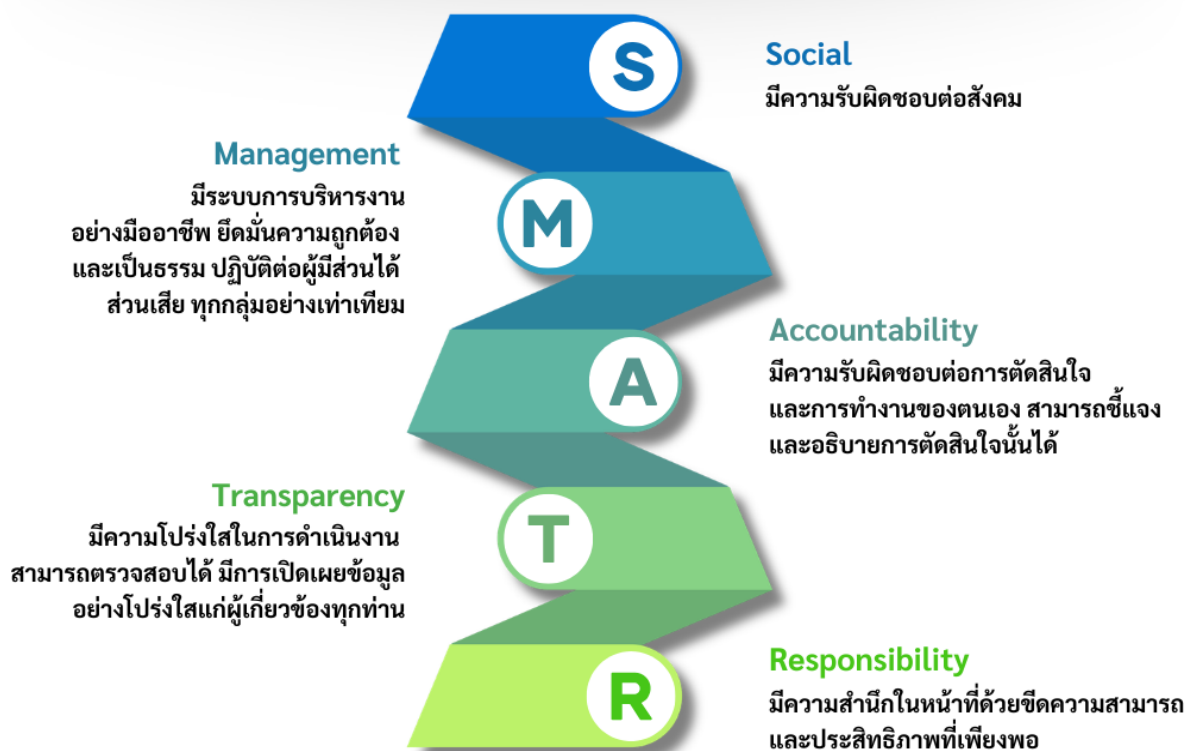 S
Social
มีความรับผิดชอบต่อสังคม
Management
มีระบบการบริหารงาน
อย่างมืออาชีพ ยึดมั่นความถูกต้อง
และเป็นธรรม ปฏิบัติต่อผู้มีส่วนได้
ส่วนเสีย ทุกกลุ่มอย่างเท่าเทียม
M
A
Accountability
มีความรับผิดชอบต่อการตัดสินใจ
และการทำงานของตนเอง สามารถชี้แจง
และอธิบายการตัดสินใจนั้นได้
Transparency
มีความโปร่งใสในการดำเนินงาน
สามารถตรวจสอบได้ มีการเปิดเผยข้อมูล
อย่างโปร่งใสแก่ผู้เกี่ยวข้องทุกท่าน
T
R
Responsibility
มีความสำนึกในหน้าที่ด้วยขีดความสามารถ
และประสิทธิภาพที่เพียงพอ